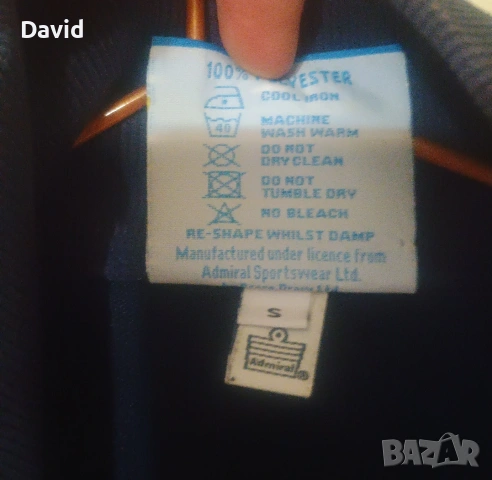 David
100% POLYESTER
COOL IRON
40
MACHINE
WASH WARM
DO NOT
DRY CLEAN
DO NOT
TUMBLE DRY
NO BLEACH
RE-SHAPE WHILST DAMP
Manufactured under licence from
Admiral Sportswear Ltd.
S
Admiral®
BAZAR